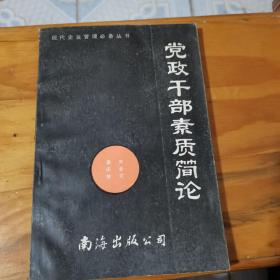 现代企业管理必备丛书
党政干部素质简论
南海出版公司